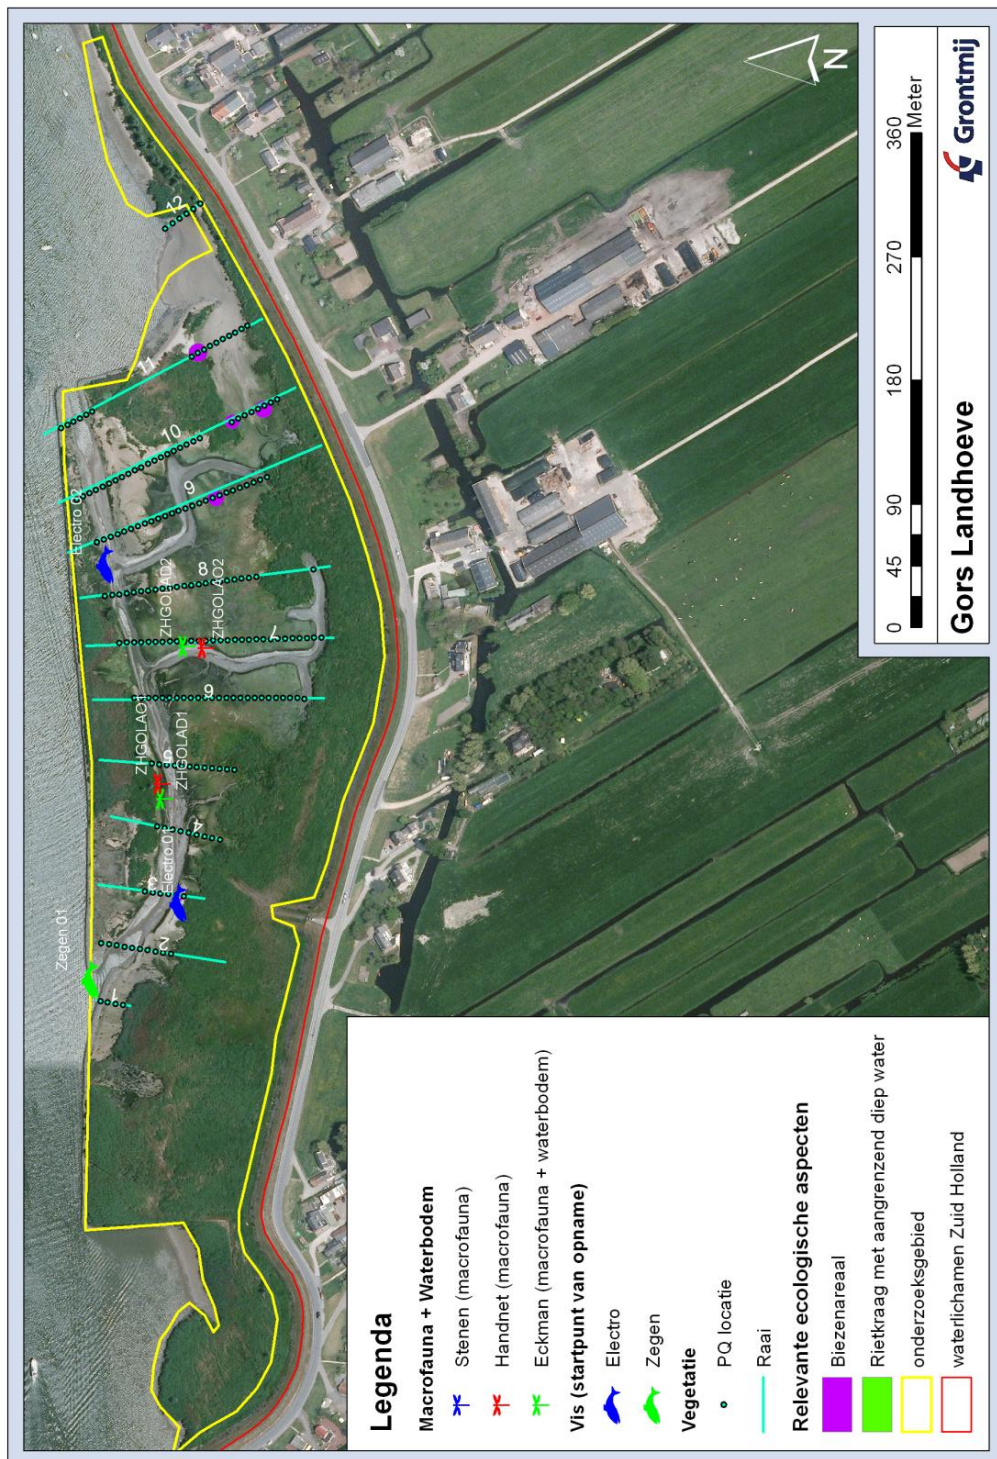 Zegen 01
Electro 02
Electro 01
ZHGOLAO1
ZHGOLAD1
ZHGOLAD2
ZHGOLAO2
1
2
3
4
5
6
7
8
9
10
11
12
Legenda
Macrofauna + Waterbodem
Stenen (macrofauna)
Handnet (macrofauna)
Eckman (macrofauna + waterbodem)
Vis (startpunt van opname)
Electro
Zegen
Vegetatie
PQ locatie
Raai
Relevante ecologische aspecten
Biezenareaal
Rietkraag met aangrenzend diep water
onderzoeksgebied
waterlichamen Zuid Holland
N
0 45 90 180 270 360
Meter
Gors Landhoeve
Grontmij